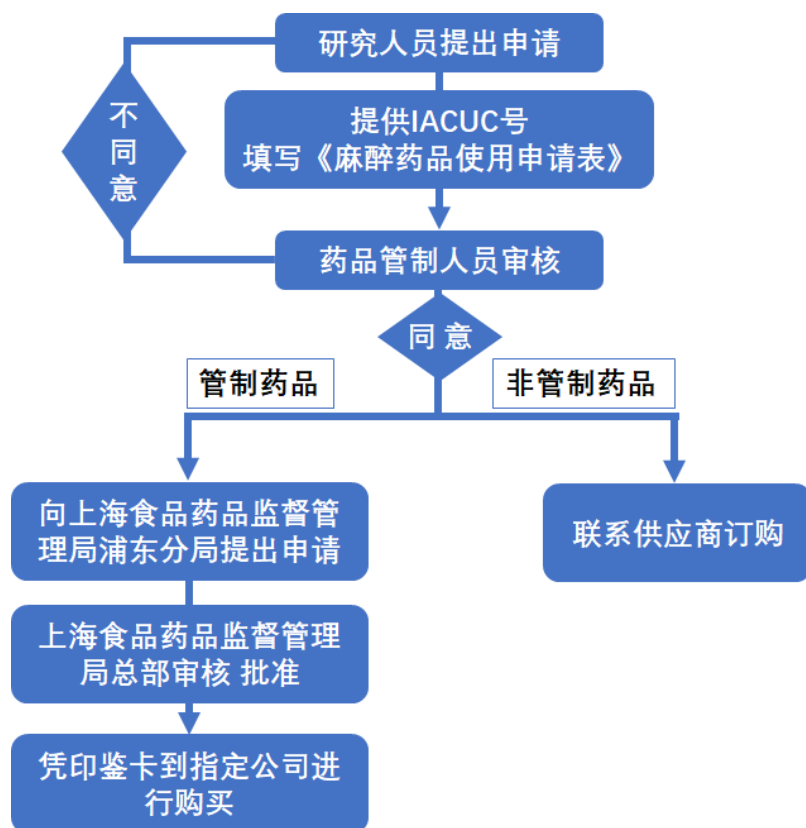 研究人员提出申请
不
同
意
提供IACUC号
填写《麻醉药品使用申请表》
药品管制人员审核
同 意
管制药品
非管制药品
向上海食品药品监督管
理局浦东分局提出申请
联系供应商订购
上海食品药品监督管理
局总部审核 批准
凭印鉴卡到指定公司进
行购买